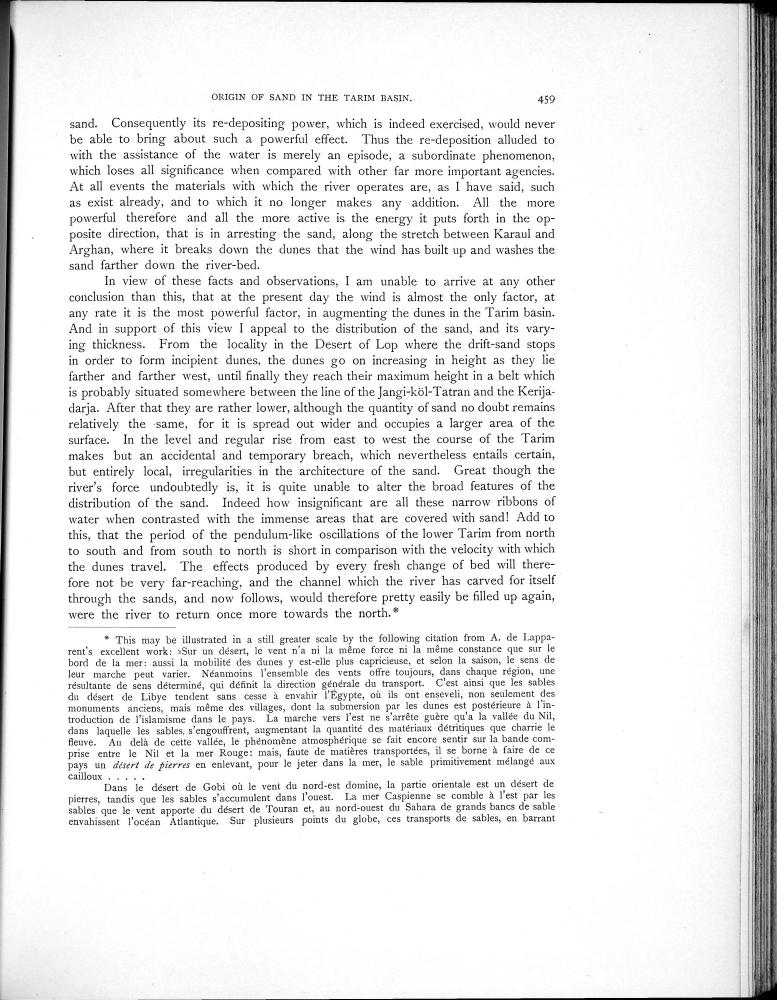 ORIGIN OF SAND IN THE TARIM BASIN. 459
sand. Consequently its re-depositing power, which is indeed exercised, would never
be able to bring about such a powerful effect. Thus the re-deposition alluded to
with the assistance of the water is merely an episode, a subordinate phenomenon,
which loses all significance when compared with other far more important agencies.
At all events the materials with which the river operates are, as I have said, such
as exist already, and to which it no longer makes any addition. All the more
powerful therefore and all the more active is the energy it puts forth in the op-
posite direction, that is in arresting the sand, along the stretch between Karaul and
Arghan, where it breaks down the dunes that the wind has built up and washes the
sand farther down the river-bed.
In view of these facts and observations, I am unable to arrive at any other
conclusion than this, that at the present day the wind is almost the only factor, at
any rate it is the most powerful factor, in augmenting the dunes in the Tarim basin.
And in support of this view I appeal to the distribution of the sand, and its vary-
ing thickness. From the locality in the Desert of Lop where the drift-sand stops
in order to form incipient dunes, the dunes go on increasing in height as they lie
farther and farther west, until finally they reach their maximum height in a belt which
is probably situated somewhere between the line of the Jangi-köl-Tatran and the Kerija-
darja. After that they are rather lower, although the quantity of sand no doubt remains
relatively the same, for it is spread out wider and occupies a larger area of the
surface. In the level and regular rise from east to west the course of the Tarim
makes but an accidental and temporary breach, which nevertheless entails certain,
but entirely local, irregularities in the architecture of the sand. Great though the
river's force undoubtedly is, it is quite unable to alter the broad features of the
distribution of the sand. Indeed how insignificant are all these narrow ribbons of
water when contrasted with the immense areas that are covered with sand! Add to
this, that the period of the pendulum-like oscillations of the lower Tarim from north
to south and from south to north is short in comparison with the velocity with which
the dunes travel. The effects produced by every fresh change of bed will there-
fore not be very far-reaching, and the channel which the river has carved for itself
through the sands, and now follows, would therefore pretty easily be filled up again,
were the river to return once more towards the north.*
* This may be illustrated in a still greater scale by the following citation from A. de Lappa-
rent's excellent work: »Sur un désert, le vent n'a ni la même force ni la même constance que sur le
bord de la mer: aussi la mobilité des dunes y est-elle plus capricieuse, et selon la saison, le sens de
leur marche peut varier. Néanmoins l'ensemble des vents offre toujours, dans chaque région, une
résultante de sens déterminé, qui définit la direction générale du transport. C'est ainsi que les sables
du désert de Libye tendent sans cesse à envahir l'Égypte, où ils ont enseveli, non seulement des
monuments anciens, mais même des villages, dont la submersion par les dunes est postérieure à l'in-
troduction de l'islamisme dans le pays. La marche vers l'est ne s'arrête guère qu'a la vallée du Nil,
dans laquelle les sables s'engouffrent, augmentant la quantité des matériaux détritiques que charrie le
fleuve. Au delà de cette vallée, le phénomène atmosphérique se fait encore sentir sur la bande com-
prise entre le Nil et la mer Rouge: mais, faute de matières transportées, il se borne à faire de ce
pays un désert de pierres en enlevant, pour le jeter dans la mer, le sable primitivement mélangé aux
cailloux . . . . .
Dans le désert de Gobi où le vent du nord-est domine, la partie orientale est un désert de
pierres, tandis que les sables s'accumulent dans l'ouest. La mer Caspienne se comble à l'est par les
sables que le vent apporte du désert de Touran et, au nord-ouest du Sahara de grands bancs de sable
envahissent l'océan Atlantique. Sur plusieurs points du globe, ces transports de sables, en barrant